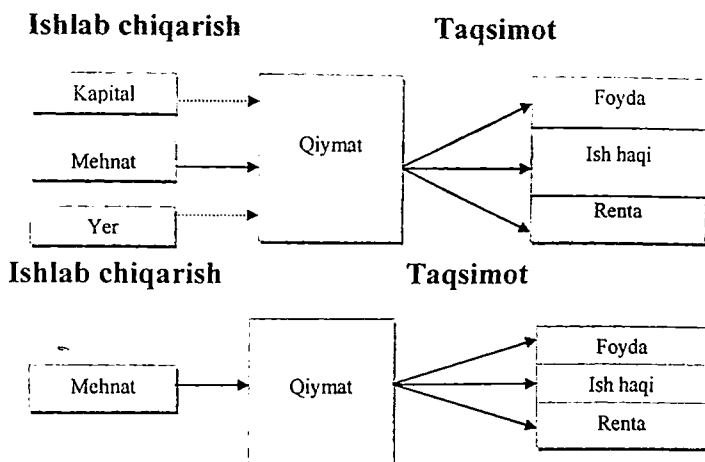 Ishlab chiqarish Taqsimot
Kapital
Mehnat
Yer
Qiymat
Foyda
Ish haqi
Renta
Ishlab chiqarish Taqsimot
Mehnat
Qiymat
Foyda
Ish haqi
Renta